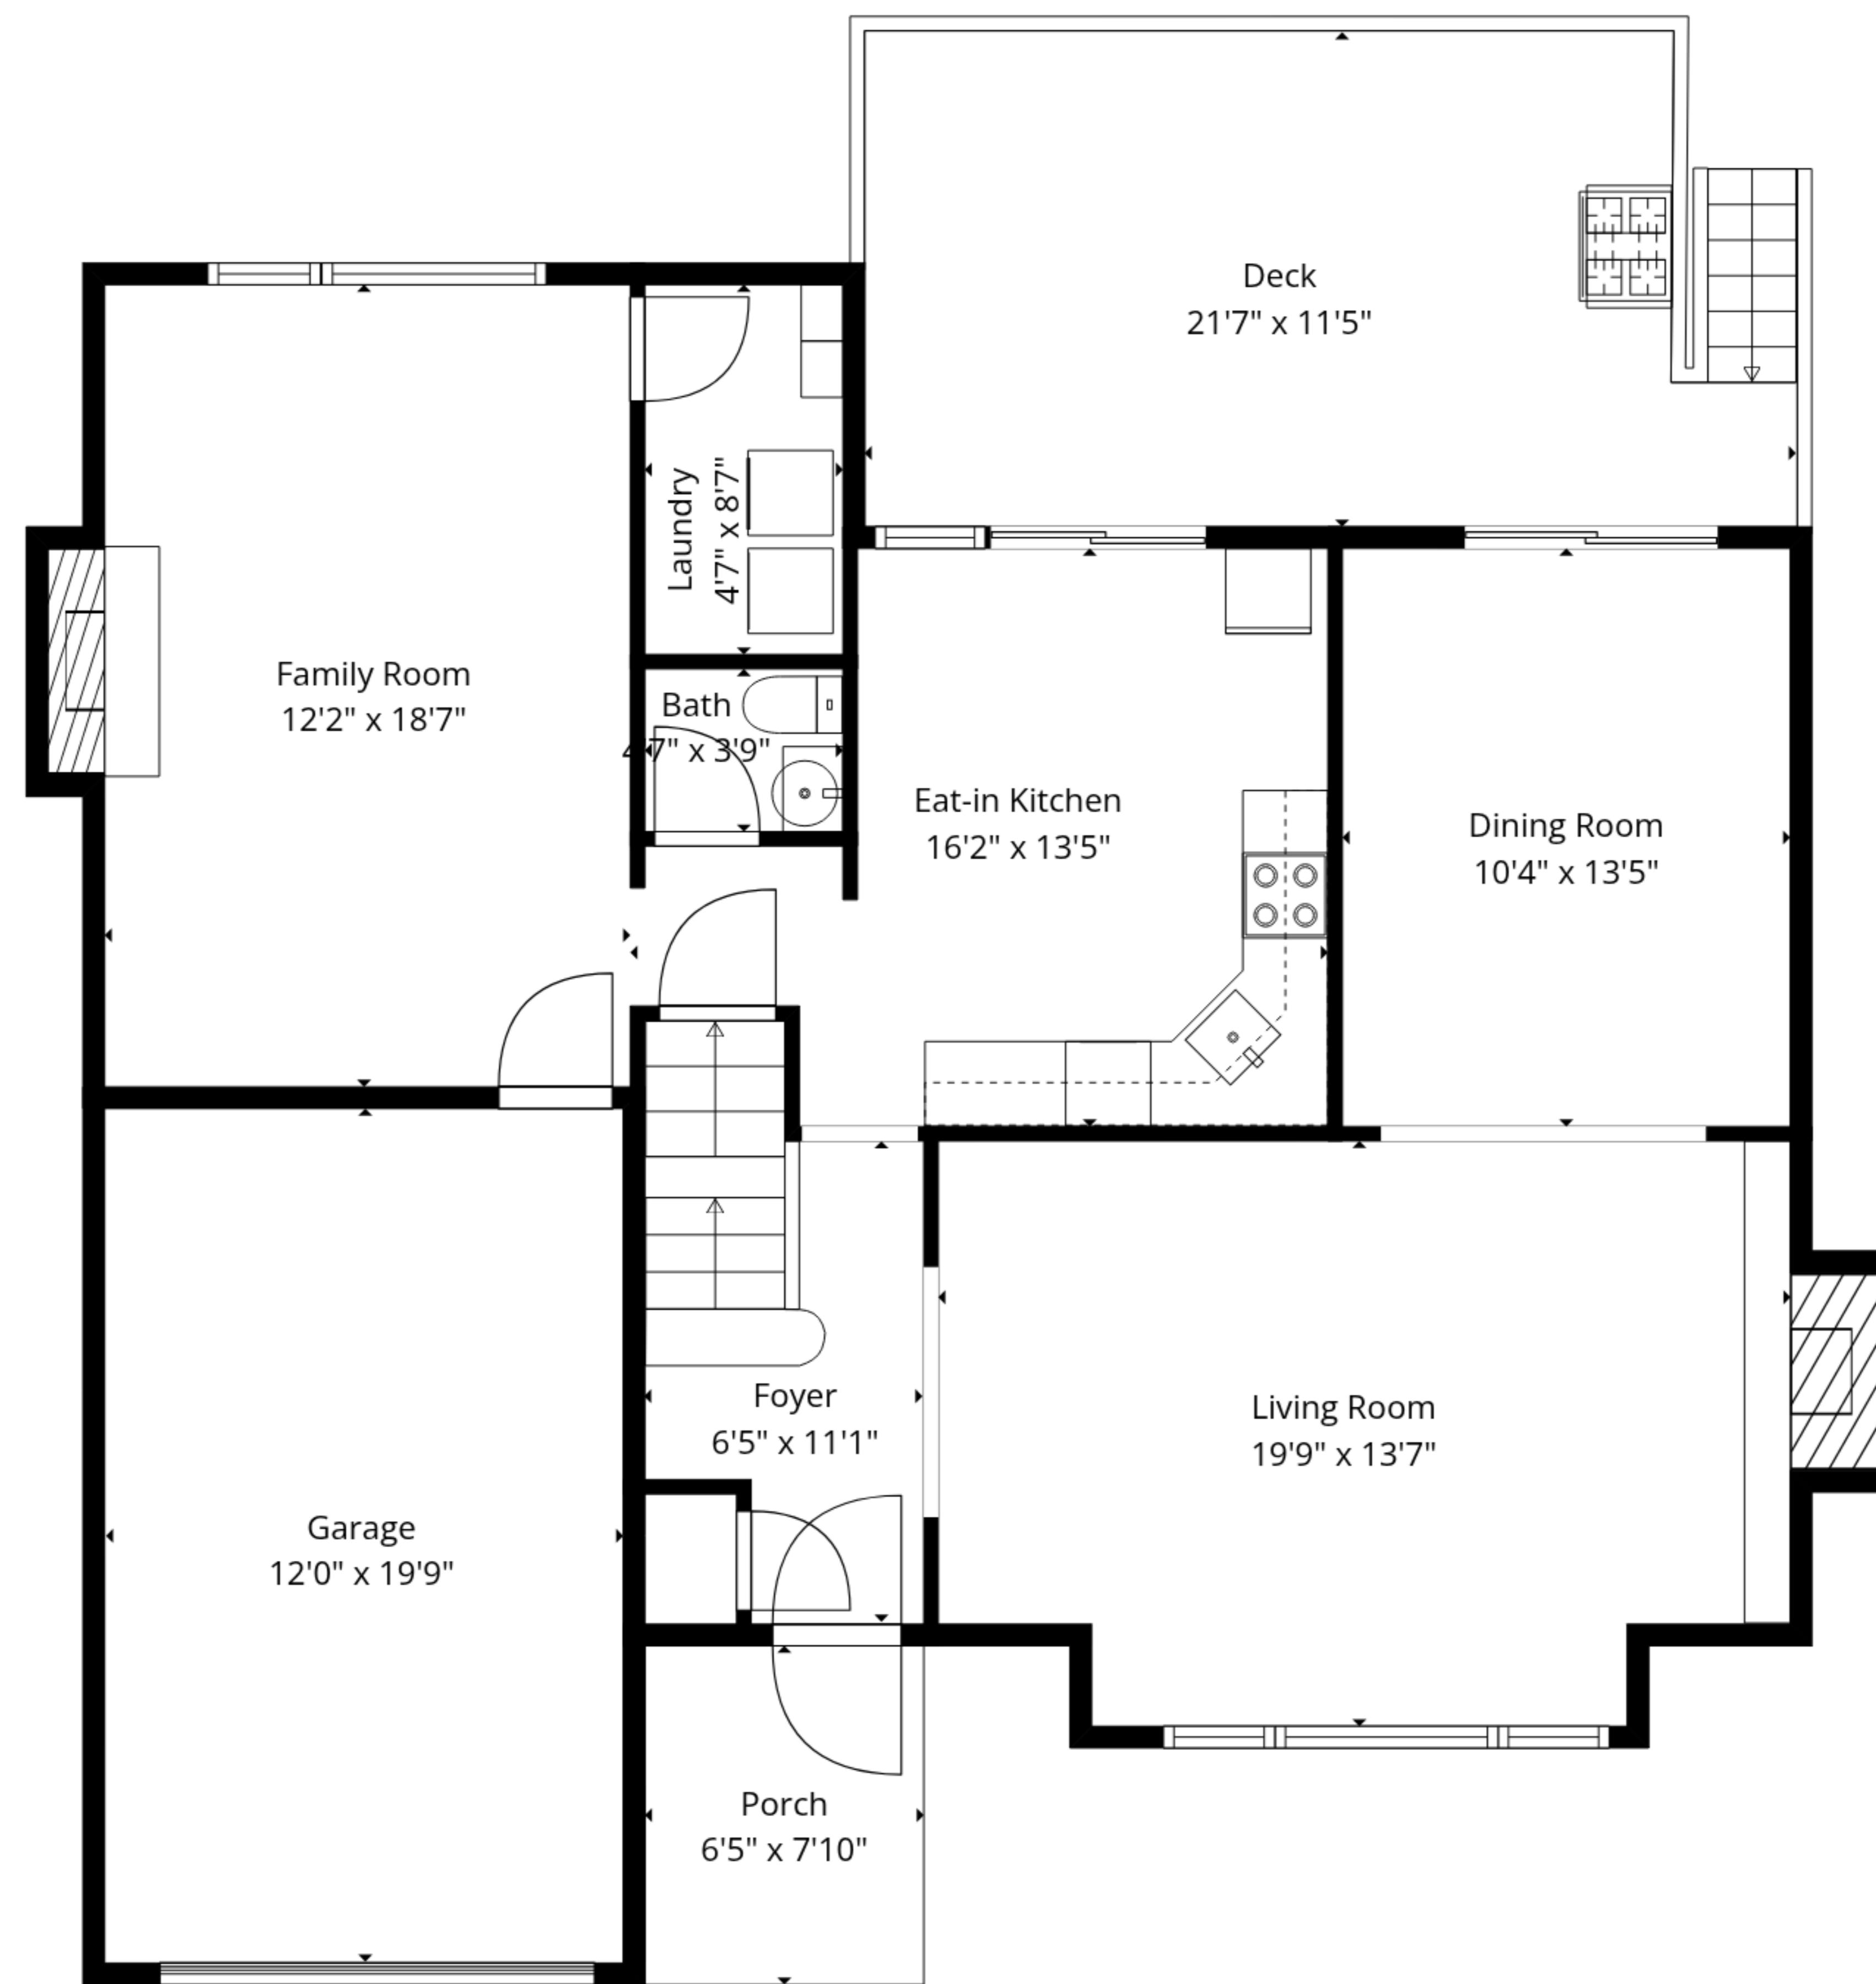 Deck
21'7" x 11'5"
Laundry
4'7" x 8'7"
Family Room
12'2" x 18'7"
Bath
4'7" x 3'9"
Eat-in Kitchen
16'2" x 13'5"
Dining Room
10'4" x 13'5"
Foyer
6'5" x 11'1"
Living Room
19'9" x 13'7"
Garage
12'0" x 19'9"
Porch
6'5" x 7'10"